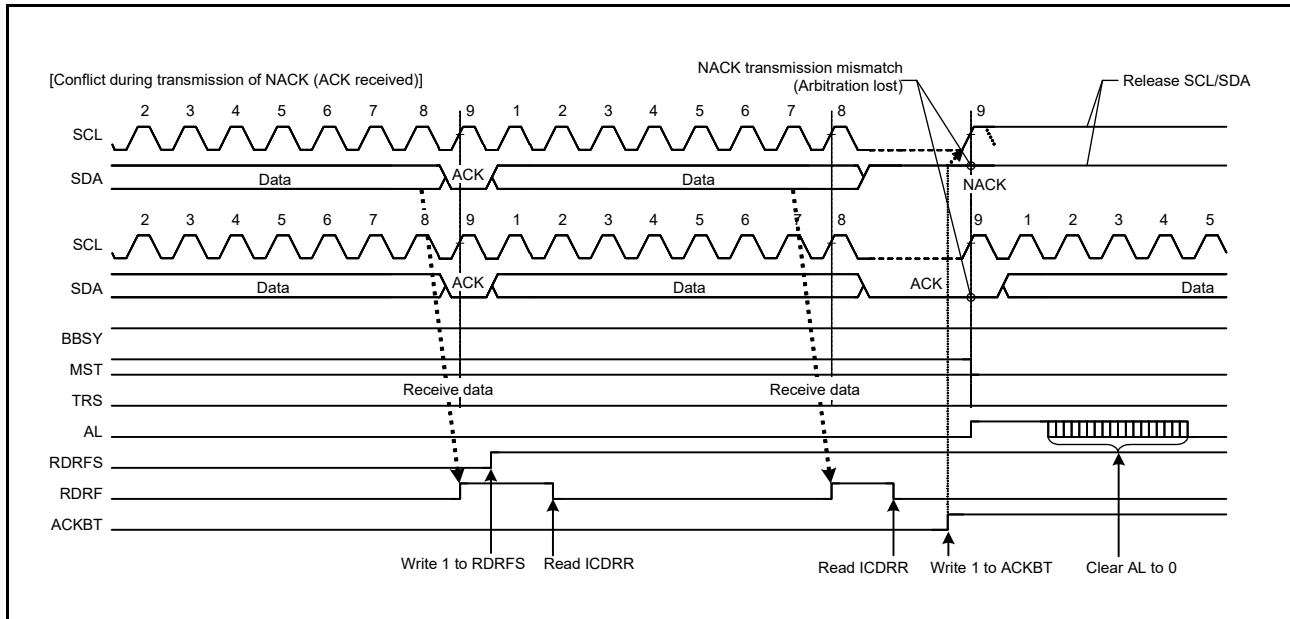 [Conflict during transmission of NACK (ACK received)]
NACK transmission mismatch
(Arbitration lost)
Release SCL/SDA
2 3 4 5 6 7 8 9 1 2 3 4 5 6 7 8 9
SCL
SDA
Data ACK Data NACK
2 3 4 5 6 7 8 9 1 2 3 4 5 6 7 8 9 1 2 3 4 5
SCL
SDA
Data ACK Data ACK Data
BBSY
MST
Receive data Receive data
TRS
AL
RDRFS
RDRF
ACKBT
Write 1 to RDRFS Read ICDRR Read ICDRR Write 1 to ACKBT Clear AL to 0